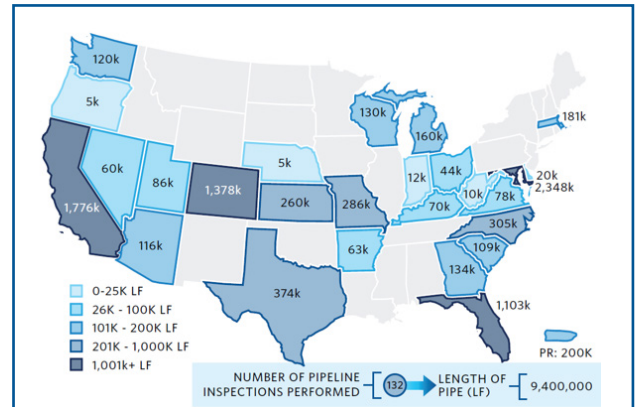 120k
5k
130k
160k
181k
60k
86k
1,378k
5k
12k
44k
20k
2,348k
1,776k
260k
286k
10k
78k
70k
305k
116k
63k
109k
134k
374k
1,103k
0-25K LF
26K - 100K LF
101K - 200K LF
201K - 1,000K LF
1,001k+ LF
PR: 200K
NUMBER OF PIPELINE
INSPECTIONS PERFORMED
132
LENGTH OF
PIPE (LF)
9,400,000